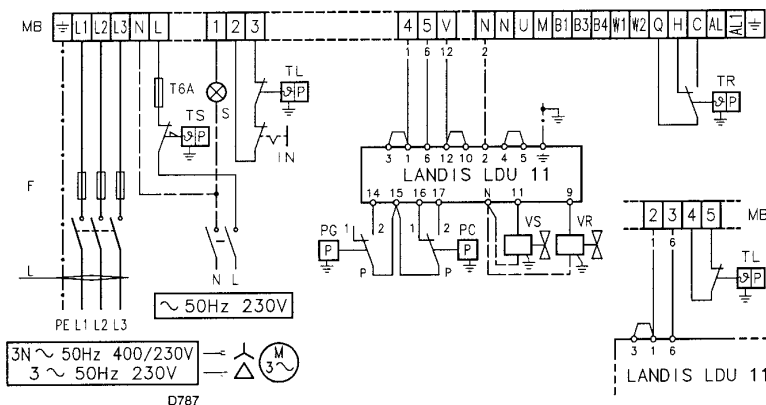 MB L1 L2 L3 N L 1 2 3 4 5 V N N U M B1 B3 B4 W1 W2 Q H C AL AL1
1 6 12 2
T6A S TL TR
TS ϑ P ϑ P ϑ P
IN
3 1 6 12 10 2 4 5
LANDIS LDU 11
14 15 16 17 N 11 9
F
PG 1 2 1 2 PC VS VR
P P P P
2 3 4 5 MB
1 6
TL
ϑ P
L
N L
~ 50Hz 230V
PE L1 L2 L3
3 1 6
LANDIS LDU 11
3N ~ 50Hz 400/230V
3 ~ 50Hz 230V
M
3~
D787